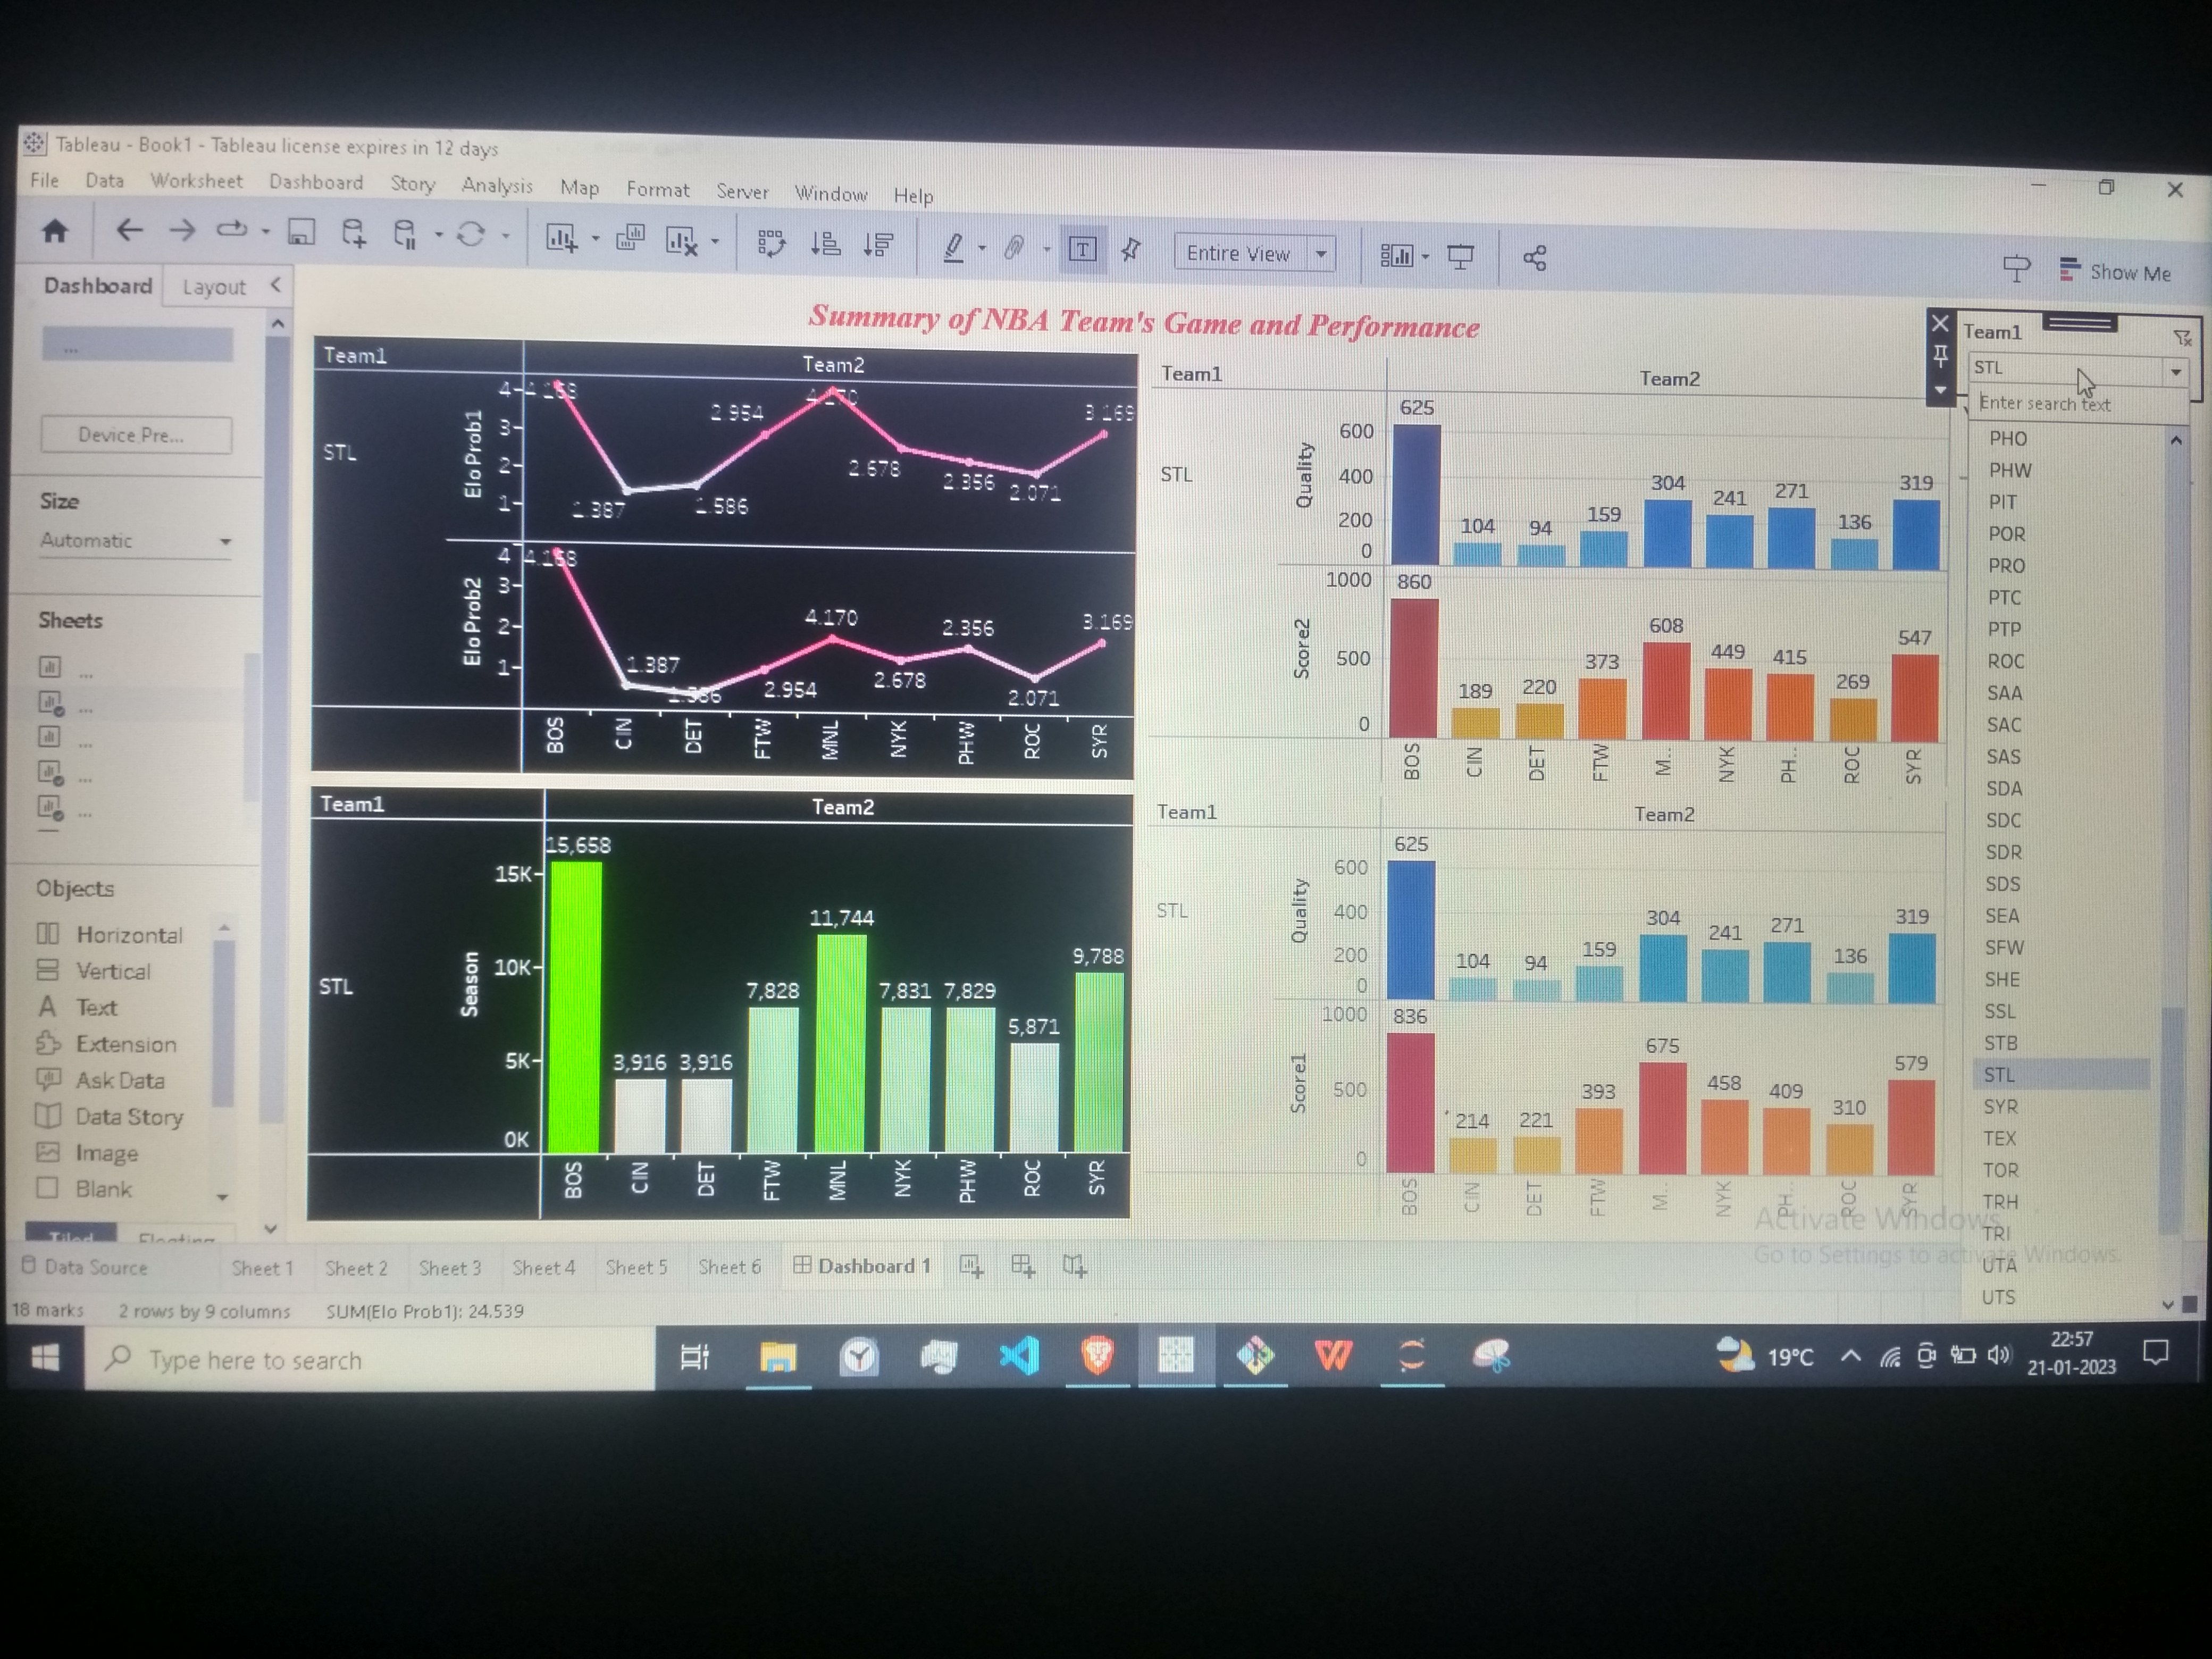 Tableau - Book1 - Tableau license expires in 12 days
File Data Worksheet Dashboard Story Analysis Map Format Server Window Help
Entire View
Show Me
Dashboard Layout
...
Device Pre...
Size
Automatic
Sheets
...
...
...
...
...
Objects
Horizontal
Vertical
Text
Extension
Ask Data
Data Story
Image
Blank
Tiled Floating
Summary of NBA Team's Game and Performance
Team1 Team2
STL
Elo Prob1
4 4.158
3
2
1
1.387 1.586 2.954 4.170 2.678 2.356 2.071 3.169
Elo Prob2
4 4.158
3
2
1
1.387 1.586 2.954 4.170 2.678 2.356 2.071 3.169
BOS CIN DET FTW MNL NYK PHW ROC SYR
Team1 Team2
STL
Season
15K
10K
5K
0K
15,658 3,916 3,916 7,828 11,744 7,831 7,829 5,871 9,788
BOS CIN DET FTW MNL NYK PHW ROC SYR
Team1 Team2
STL
Quality
600
400
200
0
625 104 94 159 304 241 271 136 319
Score2
1000
500
0
860 189 220 373 608 449 415 269 547
BOS CIN DET FTW M.. NYK PH.. ROC SYR
Team1 Team2
STL
Quality
600
400
200
0
625 104 94 159 304 241 271 136 319
Score1
1000
500
0
836 214 221 393 675 458 409 310 579
BOS CIN DET FTW M.. NYK PH.. ROC SYR
Team1
STL
Enter search text
PHO
PHW
PIT
POR
PRO
PTC
PTP
ROC
SAA
SAC
SAS
SDA
SDC
SDR
SDS
SEA
SFW
SHE
SSL
STB
STL
SYR
TEX
TOR
TRH
TRI
UTA
UTS
Activate Windows
Go to Settings to activate Windows.
Data Source Sheet 1 Sheet 2 Sheet 3 Sheet 4 Sheet 5 Sheet 6 Dashboard 1
18 marks 2 rows by 9 columns SUM(Elo Prob1): 24.539
Type here to search
19°C
22:57
21-01-2023